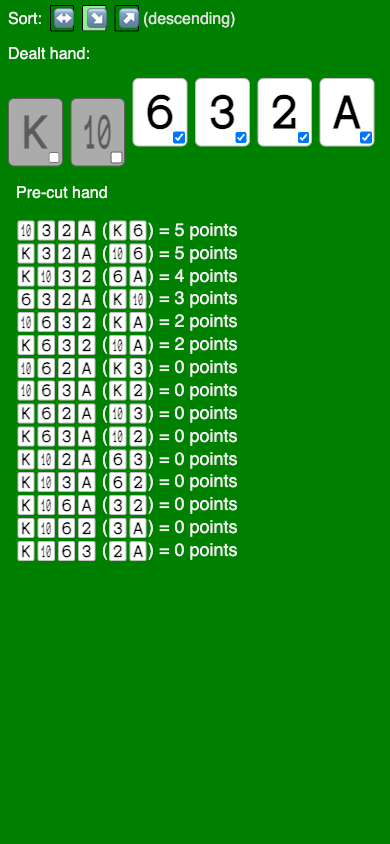 Sort: ↔ ↘ ↗ (descending)
Dealt hand:
K 10 6 3 2 A
Pre-cut hand
10 3 2 A (K 6) = 5 points
K 3 2 A (10 6) = 5 points
K 10 3 2 (6 A) = 4 points
6 3 2 A (K 10) = 3 points
10 6 3 2 (K A) = 2 points
K 6 3 2 (10 A) = 2 points
10 6 2 A (K 3) = 0 points
10 6 3 A (K 2) = 0 points
K 6 2 A (10 3) = 0 points
K 6 3 A (10 2) = 0 points
K 10 2 A (6 3) = 0 points
K 10 3 A (6 2) = 0 points
K 10 6 A (3 2) = 0 points
K 10 6 2 (3 A) = 0 points
K 10 6 3 (2 A) = 0 points